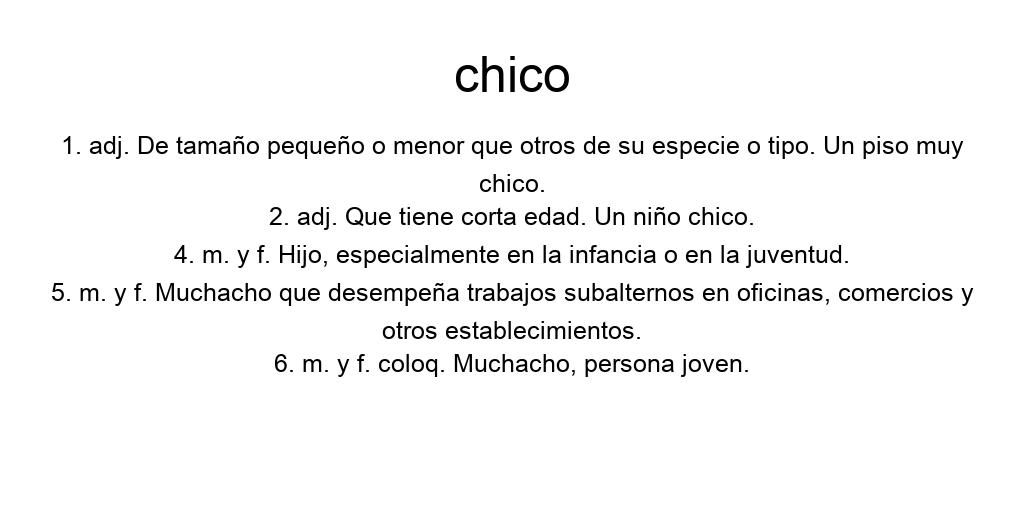 chico
1. adj. De tamaño pequeño o menor que otros de su especie o tipo. Un piso muy
chico.
2. adj. Que tiene corta edad. Un niño chico.
4. m. y f. Hijo, especialmente en la infancia o en la juventud.
5. m. y f. Muchacho que desempeña trabajos subalternos en oficinas, comercios y
otros establecimientos.
6. m. y f. coloq. Muchacho, persona joven.